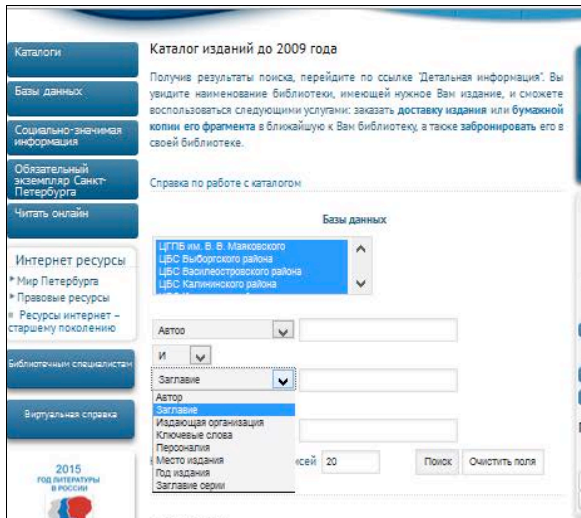 Каталоги
Базы данных
Социально-значимая
информация
Обязательный
экземпляр Санкт-
Петербурга
Читать онлайн
Интернет ресурсы
Мир Петербурга
Правовые ресурсы
Ресурсы интернет –
старшему поколению
Библиотечным специалистам
Виртуальная справка
2015
ГОД ЛИТЕРАТУРЫ
В РОССИИ
Каталог изданий до 2009 года
Получив результаты поиска, перейдите по ссылке "Детальная информация". Вы
увидите наименование библиотеки, имеющей нужное Вам издание, и сможете
воспользоваться следующими услугами: заказать доставку издания или бумажной
копии его фрагмента в ближайшую к Вам библиотеку, а также забронировать его в
своей библиотеке.
Справка по работе с каталогом
Базы данных
ЦГПБ им. В. В. Маяковского
ЦБС Выборгского района
ЦБС Василеостровского района
ЦБС Калининского района
Автор
И
Заглавие
Автор
Заглавие
Издающая организация
Ключевые слова
Персоналия
Место издания
Год издания
Заглавие серии
20
Поиск
Очистить поля